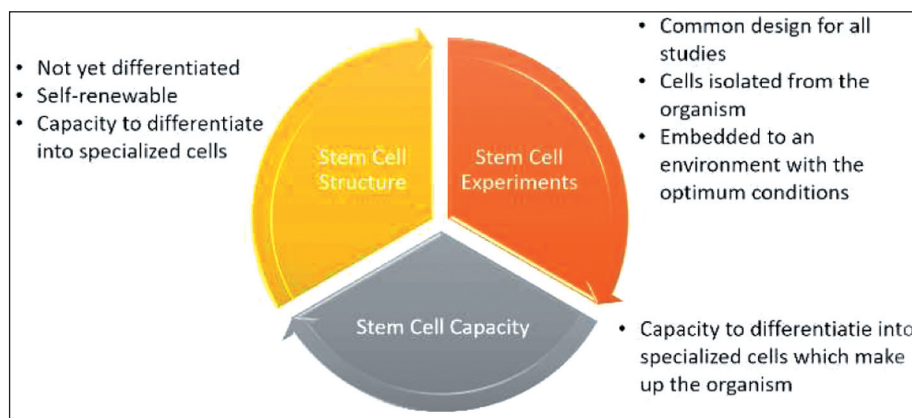 • Not yet differentiated
• Self-renewable
• Capacity to differentiate
into specialized cells
Stem Cell
Structure
Stem Cell
Experiments
• Common design for all
studies
• Cells isolated from the
organism
• Embedded to an
environment with the
optimum conditions
Stem Cell Capacity
• Capacity to differentiatie into
specialized cells which make
up the organism